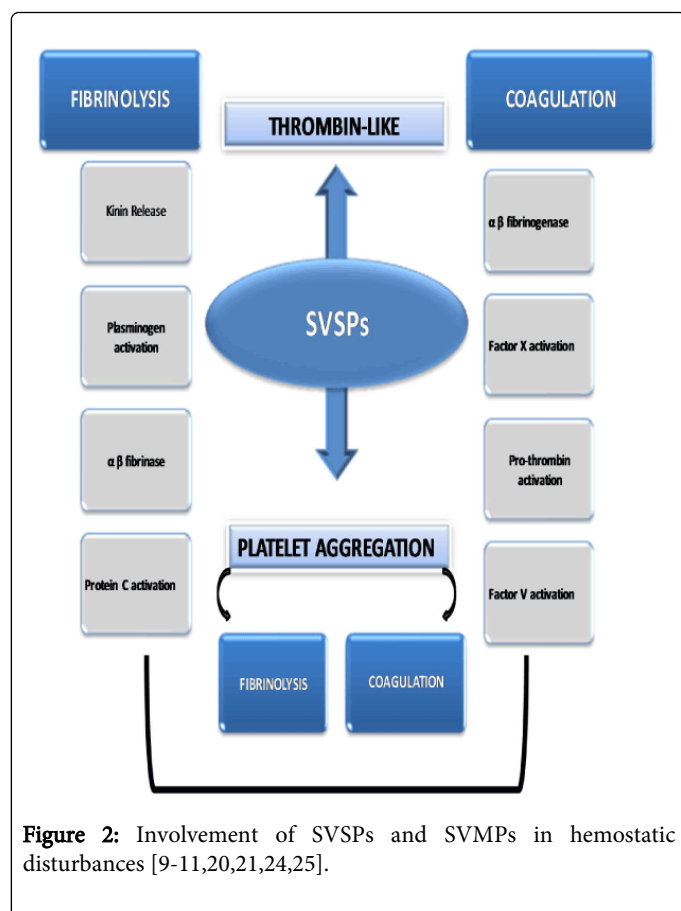 FIBRINOLYSIS
Kinin Release
Plasminogen
activation
α β fibrinase
Protein C activation
THROMBIN-LIKE
SVSPs
PLATELET AGGREGATION
FIBRINOLYSIS
COAGULATION
COAGULATION
α β fibrinogenase
Factor X activation
Pro-thrombin
activation
Factor V activation
Figure 2: Involvement of SVSPs and SVMPs in hemostatic
disturbances [9-11,20,21,24,25].